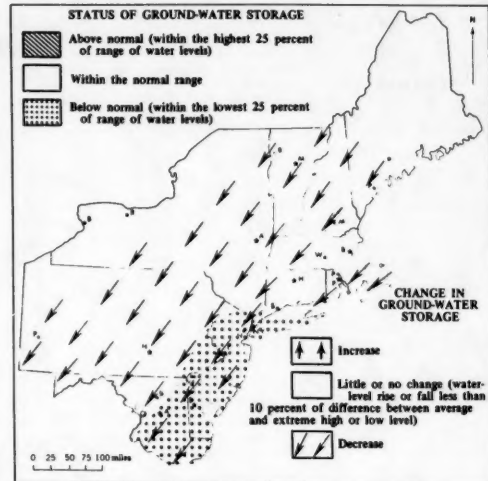 STATUS OF GROUND-WATER STORAGE
Above normal (within the highest 25 percent
of range of water levels)
Within the normal range
Below normal (within the lowest 25 percent
of range of water levels)
N
CHANGE IN
GROUND-WATER
STORAGE
Increase
Little or no change (water-
level rise or fall less than
10 percent of difference between average
and extreme high or low level)
Decrease
0 25 50 75 100 miles